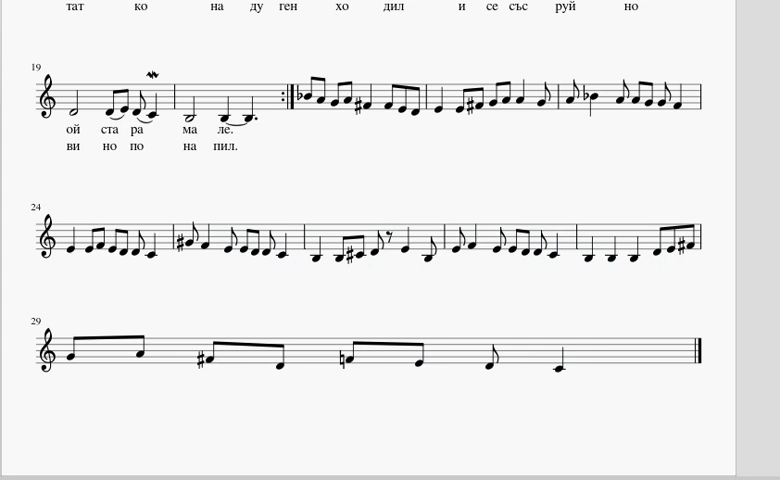 тат ко на ду ген хо дил и се със руй но
19
ой ста ра ма ле.
ви но по на пил.
24
29